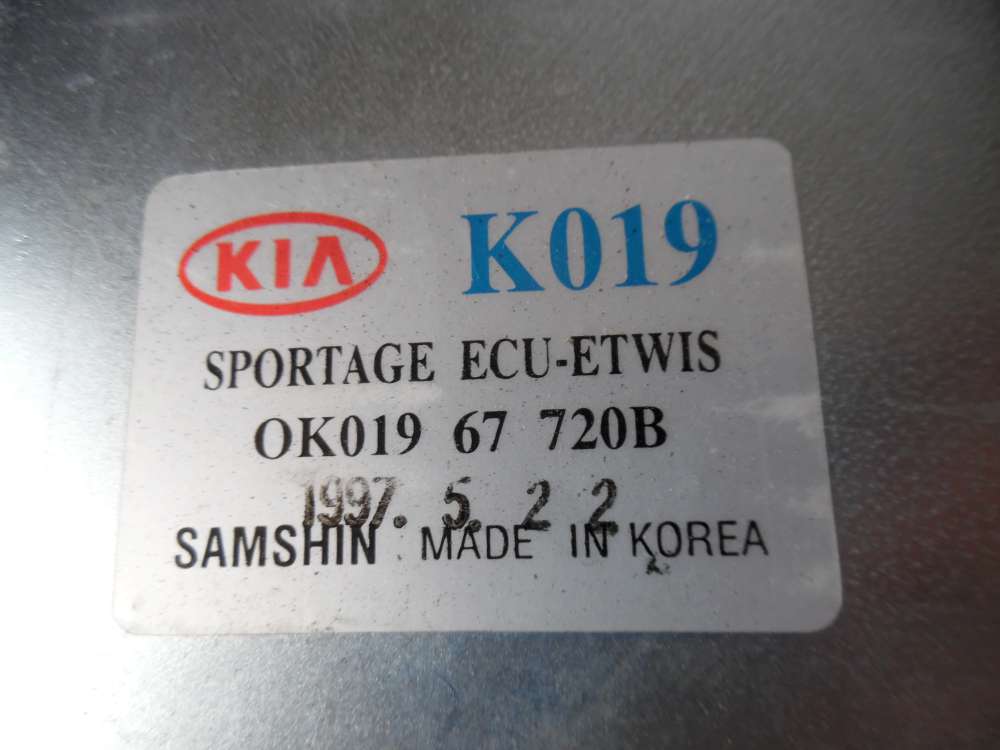 KIA K019
SPORTAGE ECU-ETWIS
OK019 67 720B
1997. 5. 2 2
SAMSHIN MADE IN KOREA